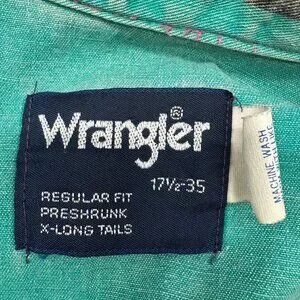 Wrangler®
17½-35
REGULAR FIT
PRESHRUNK
X-LONG TAILS
MACHINE WASH